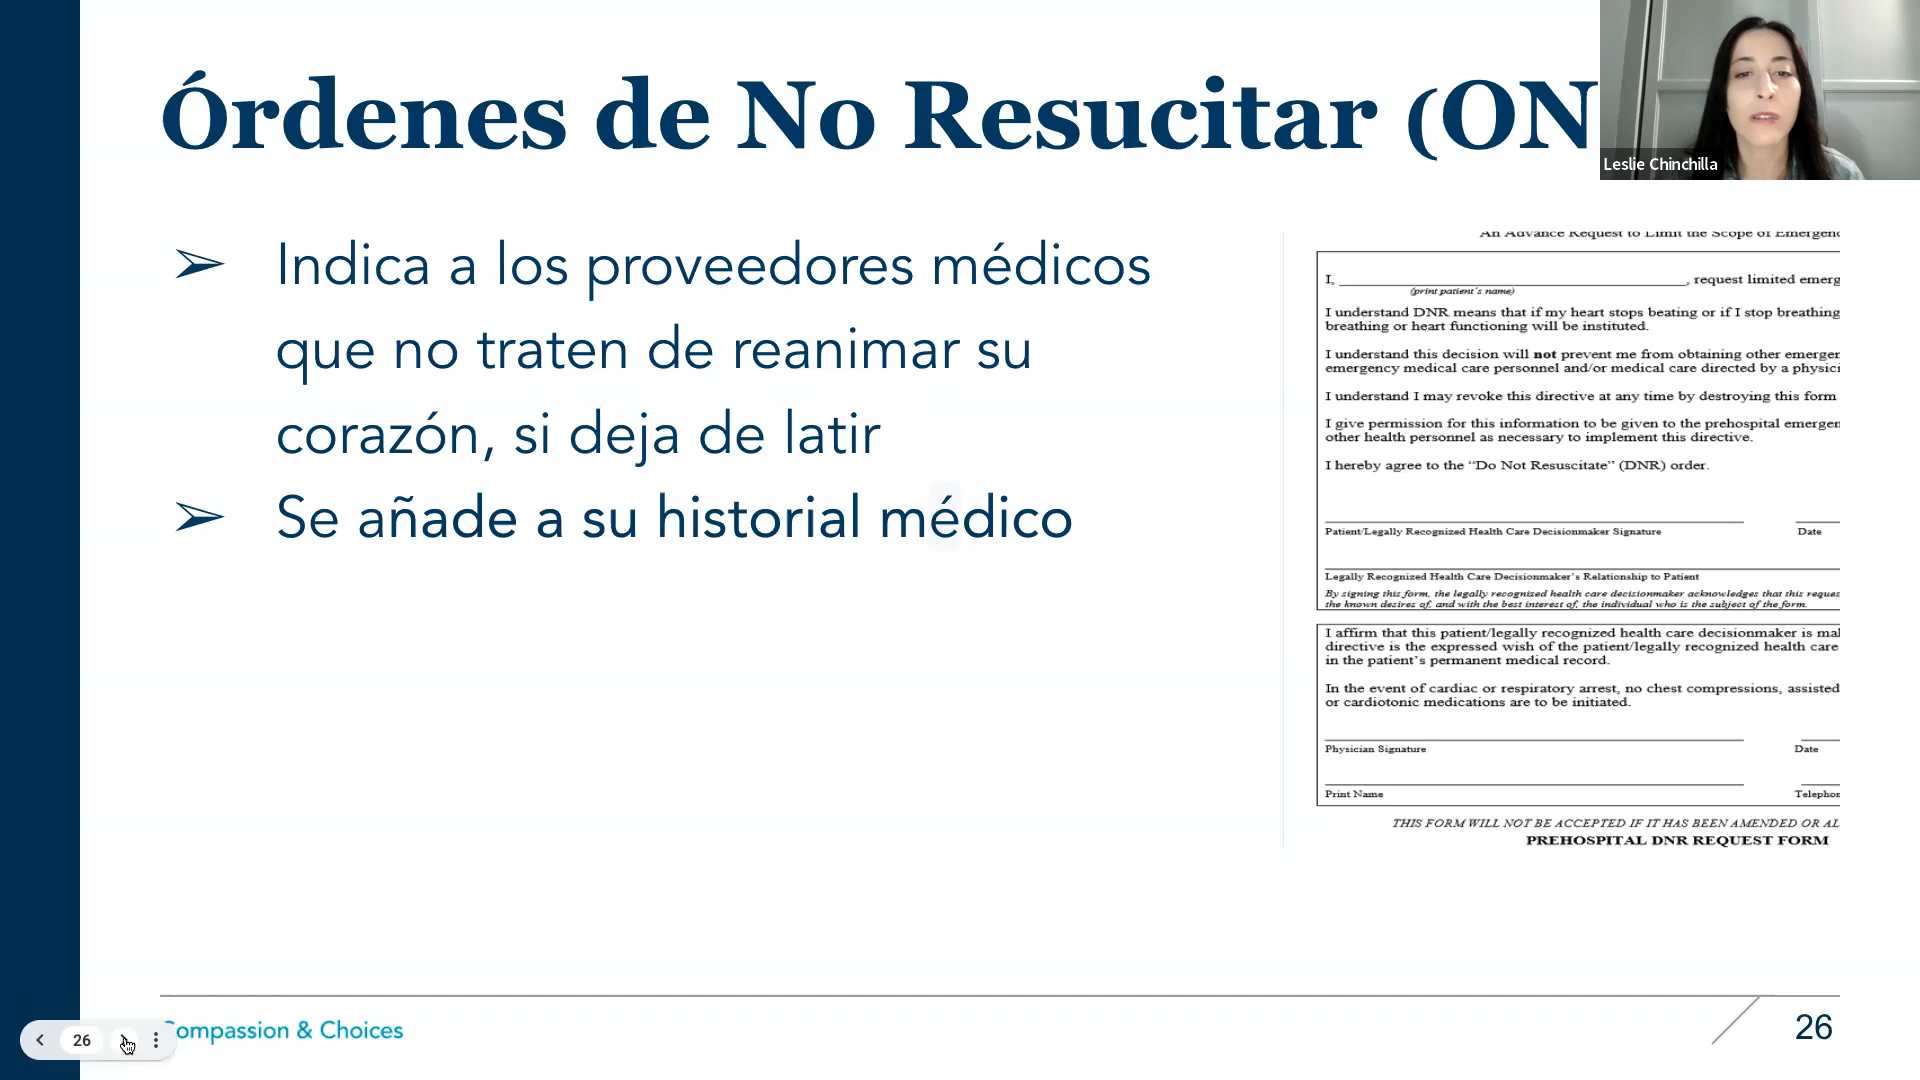 Órdenes de No Resucitar (ON
Leslie Chinchilla
➢ Indica a los proveedores médicos
que no traten de reanimar su
corazón, si deja de latir
➢ Se añade a su historial médico
An Advance Request to Limit the Scope of
I, ______, request limited
(print patient's name)
I understand DNR means that if my heart stops beating or if I stop breathing
breathing or heart functioning will be instituted.
I understand this decision will not prevent me from obtaining other
emergency medical care personnel and/or medical care directed by a
I understand I may revoke this directive at any time by destroying this form
I give permission for this information to be given to the prehospital
other health personnel as necessary to implement this directive.
I hereby agree to the “Do Not Resuscitate” (DNR) order.
Patient/Legally Recognized Health Care Decisionmaker Signature Date
Legally Recognized Health Care Decisionmaker’s Relationship to Patient
By signing this form, the legally recognized health care decisionmaker acknowledges that this
the known desires of, and with the best interest of, the individual who is the subject of the form.
I affirm that this patient/legally recognized health care decisionmaker is
directive is the expressed wish of the patient/legally recognized health care
in the patient’s permanent medical record.
In the event of cardiac or respiratory arrest, no chest compressions, assisted
or cardiotonic medications are to be initiated.
Physician Signature Date
Print Name
THIS FORM WILL NOT BE ACCEPTED IF IT HAS BEEN AMENDED OR
PREHOSPITAL DNR REQUEST FORM
Compassion & Choices
26
26